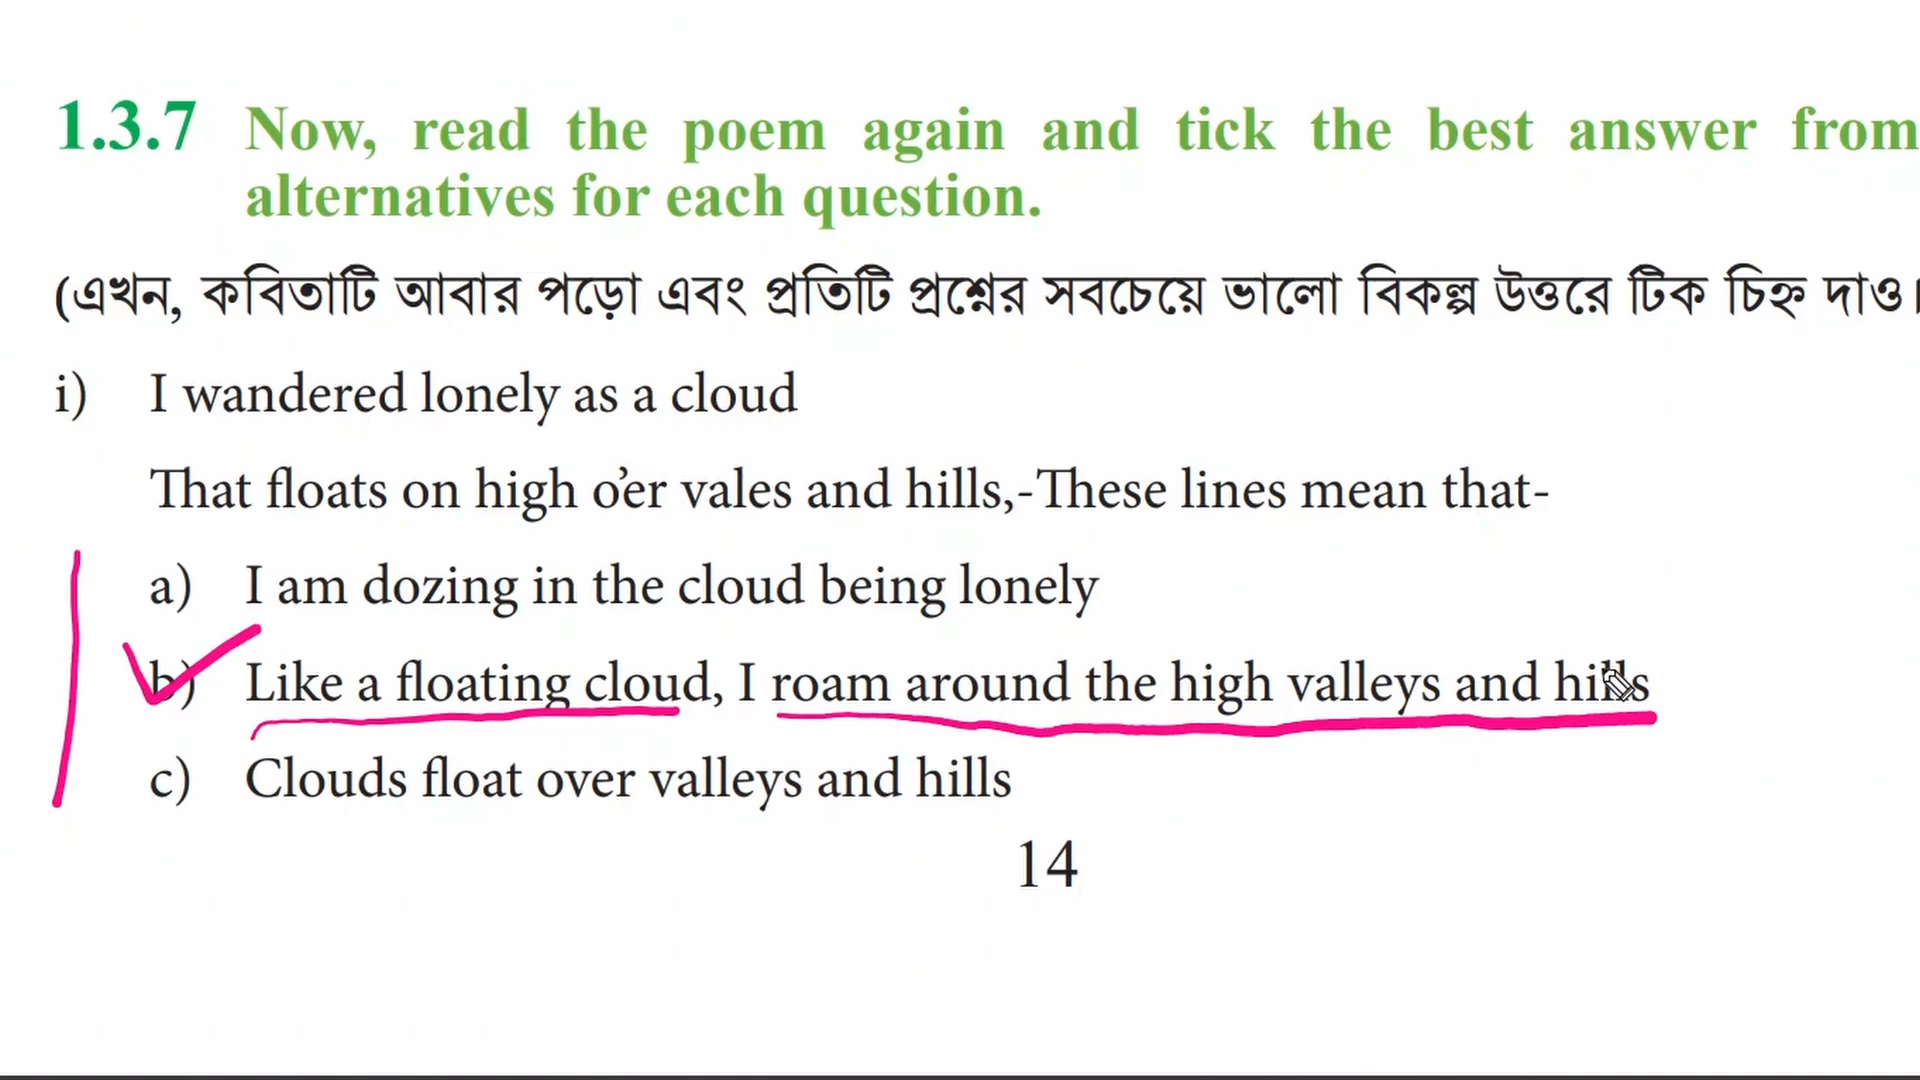 1.3.7 Now, read the poem again and tick the best answer from
alternatives for each question.
(এখন, কবিতাটি আবার পড়ো এবং প্রতিটি প্রশ্নের সবচেয়ে ভালো বিকল্প উত্তরে টিক চিহ্ন দাও।
i) I wandered lonely as a cloud
That floats on high o’er vales and hills,-These lines mean that-
a) I am dozing in the cloud being lonely
b) Like a floating cloud, I roam around the high valleys and hills
c) Clouds float over valleys and hills
14